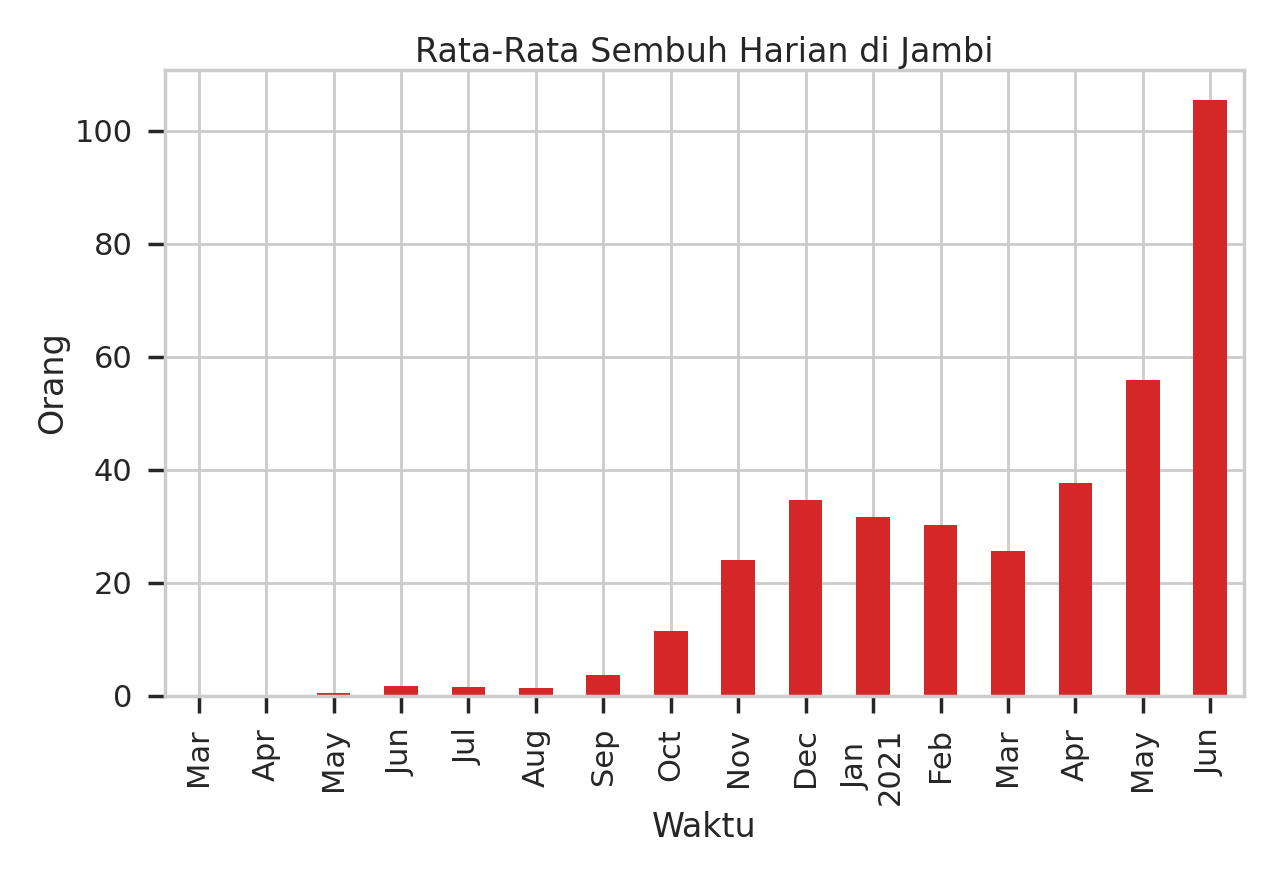 Rata-Rata Sembuh Harian di Jambi
Orang
100
80
60
40
20
0
Mar
Apr
May
Jun
Jul
Aug
Sep
Oct
Nov
Dec
Jan
2021
Feb
Mar
Apr
May
Jun
Waktu